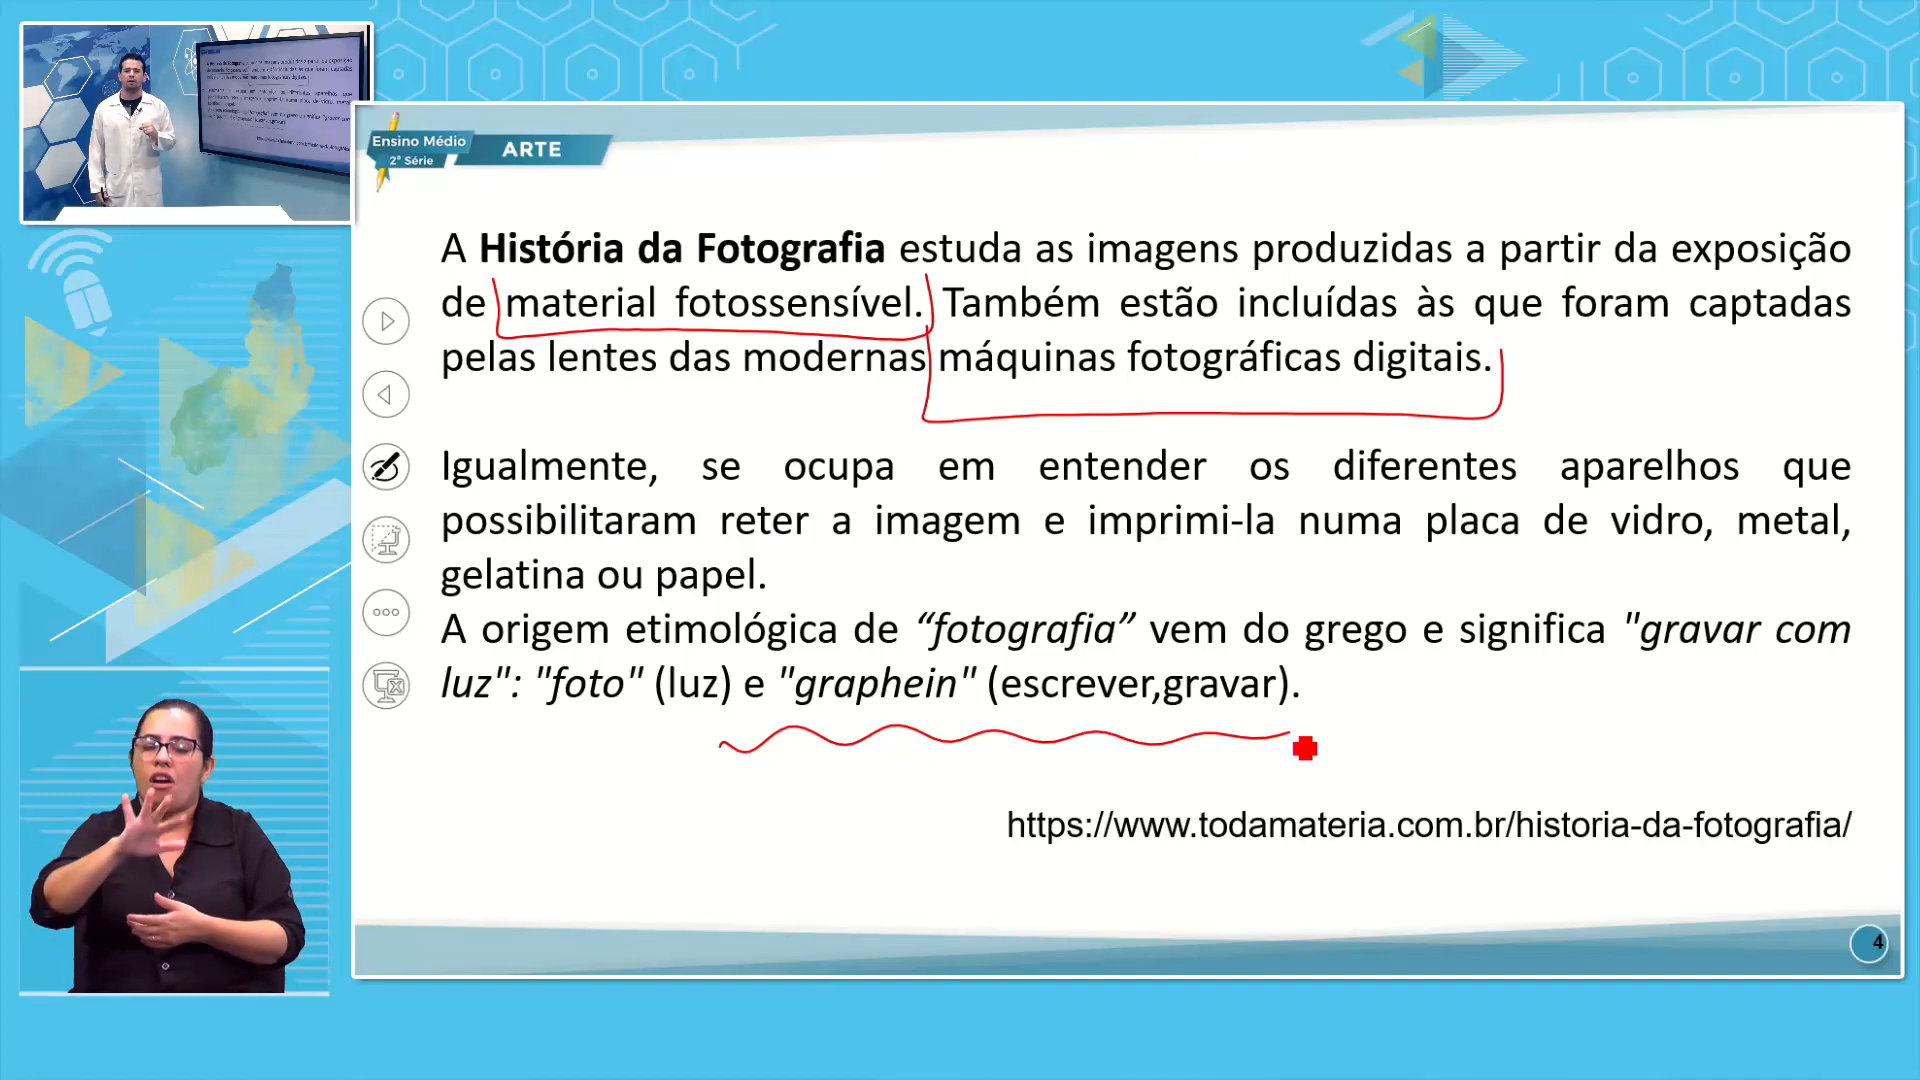 Ensino Médio
2ª Série
ARTE
A História da Fotografia estuda as imagens produzidas a partir da exposição
de material fotossensível. Também estão incluídas às que foram captadas
pelas lentes das modernas máquinas fotográficas digitais.
Igualmente, se ocupa em entender os diferentes aparelhos que
possibilitaram reter a imagem e imprimi-la numa placa de vidro, metal,
gelatina ou papel.
A origem etimológica de “fotografia” vem do grego e significa "gravar com
luz": "foto" (luz) e "graphein" (escrever,gravar).
https://www.todamateria.com.br/historia-da-fotografia/
4